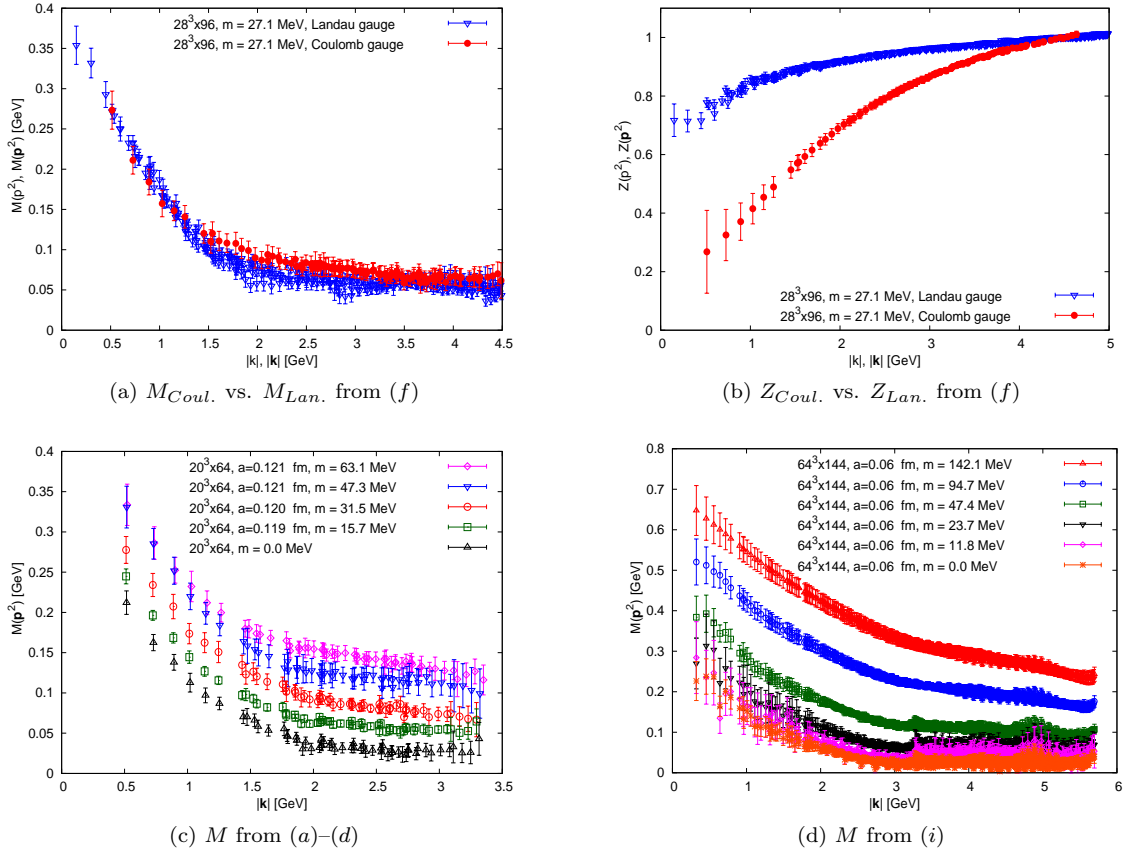 28³x96, m = 27.1 MeV, Landau gauge
28³x96, m = 27.1 MeV, Coulomb gauge
M(p²), M(𝐩²) [GeV]
0.4
0.35
0.3
0.25
0.2
0.15
0.1
0.05
0
0 0.5 1 1.5 2 2.5 3 3.5 4 4.5
|k|, |𝐤| [GeV]
(a) M_Coul. vs. M_Lan. from (f)
28³x96, m = 27.1 MeV, Landau gauge
28³x96, m = 27.1 MeV, Coulomb gauge
Z(p²), Z(𝐩²)
1
0.8
0.6
0.4
0.2
0
0 1 2 3 4 5
|k|, |𝐤| [GeV]
(b) Z_Coul. vs. Z_Lan. from (f)
20³x64, a=0.121 fm, m = 63.1 MeV
20³x64, a=0.121 fm, m = 47.3 MeV
20³x64, a=0.120 fm, m = 31.5 MeV
20³x64, a=0.119 fm, m = 15.7 MeV
20³x64, m = 0.0 MeV
M(𝐩²) [GeV]
0.4
0.35
0.3
0.25
0.2
0.15
0.1
0.05
0
0 0.5 1 1.5 2 2.5 3 3.5
|𝐤| [GeV]
(c) M from (a)–(d)
64³x144, a=0.06 fm, m = 142.1 MeV
64³x144, a=0.06 fm, m = 94.7 MeV
64³x144, a=0.06 fm, m = 47.4 MeV
64³x144, a=0.06 fm, m = 23.7 MeV
64³x144, a=0.06 fm, m = 11.8 MeV
64³x144, a=0.06 fm, m = 0.0 MeV
M(𝐩²) [GeV]
0.8
0.7
0.6
0.5
0.4
0.3
0.2
0.1
0
0 1 2 3 4 5 6
|𝐤| [GeV]
(d) M from (i)